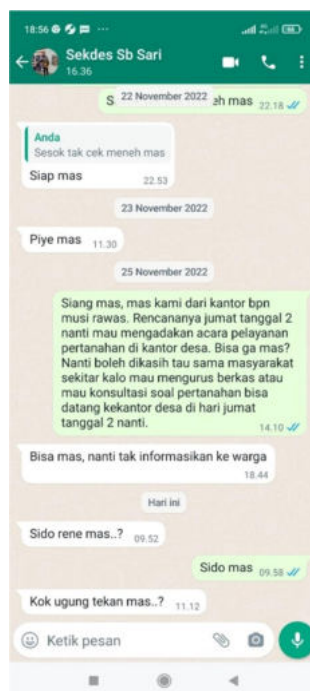 18:56
Sekdes Sb Sari
16.36
S
22 November 2022
eh mas 22.18
Anda
Sesok tak cek meneh mas
Siap mas
22.53
23 November 2022
Piye mas 11.30
25 November 2022
Siang mas, mas kami dari kantor bpn
musi rawas. Rencananya jumat tanggal 2
nanti mau mengadakan acara pelayanan
pertanahan di kantor desa. Bisa ga mas?
Nanti boleh dikasih tau sama masyarakat
sekitar kalo mau mengurus berkas atau
mau konsultasi soal pertanahan bisa
datang kekantor desa di hari jumat
tanggal 2 nanti.
14.10
Bisa mas, nanti tak informasikan ke warga
18.44
Hari ini
Sido rene mas..? 09.52
Sido mas 09.58
Kok ugung tekan mas..? 11.12
Ketik pesan